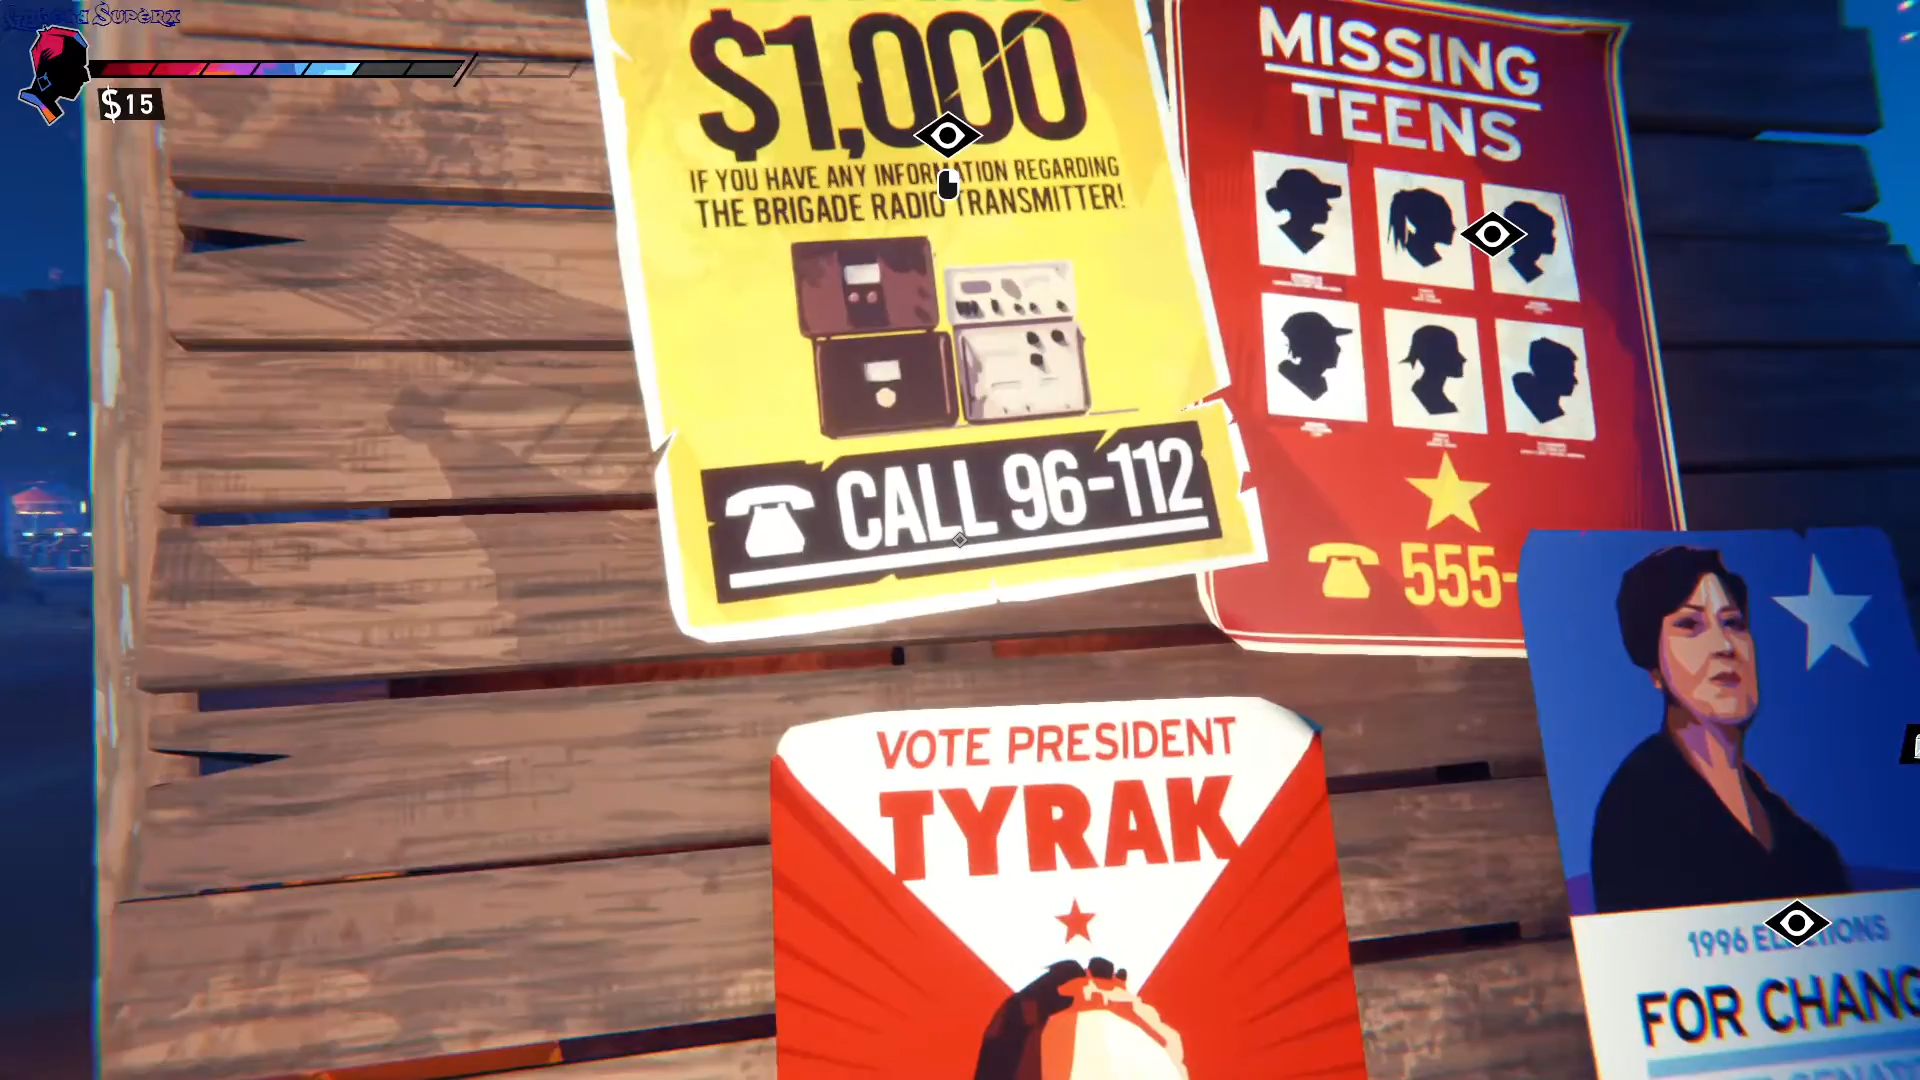 $15
$1,000
IF YOU HAVE ANY INFORMATION REGARDING
THE BRIGADE RADIO TRANSMITTER!
CALL 96-112
MISSING
TEENS
555-
VOTE PRESIDENT
TYRAK
1996 ELECTIONS
FOR CHANG